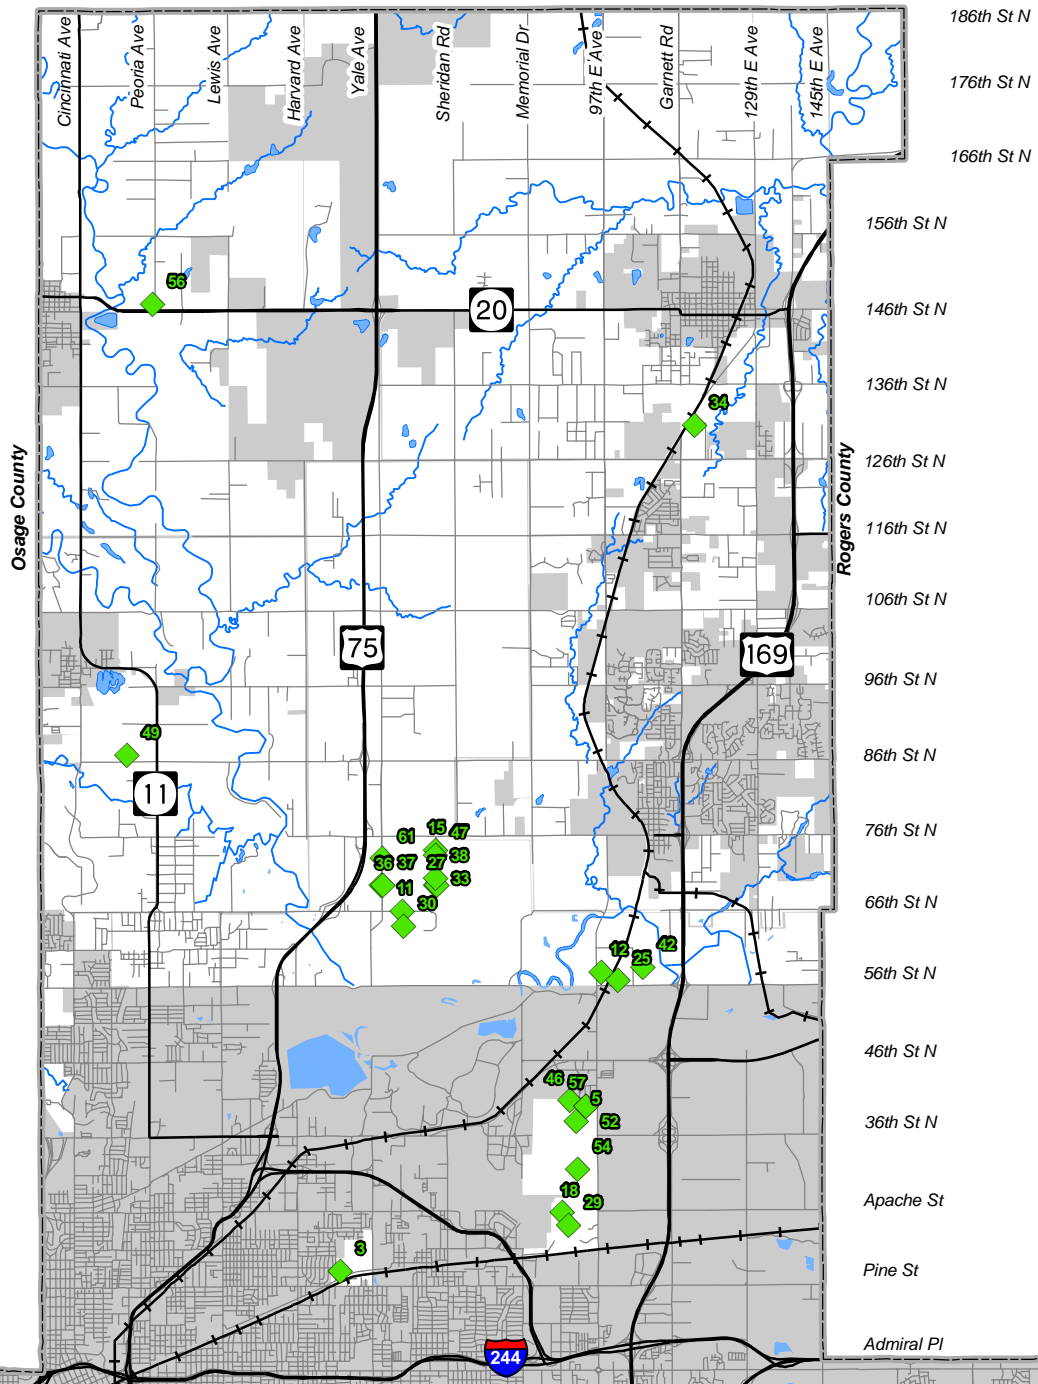 186th St N
Cincinnati Ave
Peoria Ave
Lewis Ave
Harvard Ave
Yale Ave
Sheridan Rd
Memorial Dr
97th E Ave
Garnett Rd
129th E Ave
145th E Ave
176th St N
166th St N
156th St N
56
20
146th St N
136th St N
34
Osage County
Rogers County
126th St N
116th St N
106th St N
75
169
96th St N
49
86th St N
11
76th St N
61
15
47
36
37
27
38
11
33
30
66th St N
12
42
25
56th St N
46th St N
46
57
5
52
36th St N
54
18
29
Apache St
3
Pine St
244
Admiral Pl